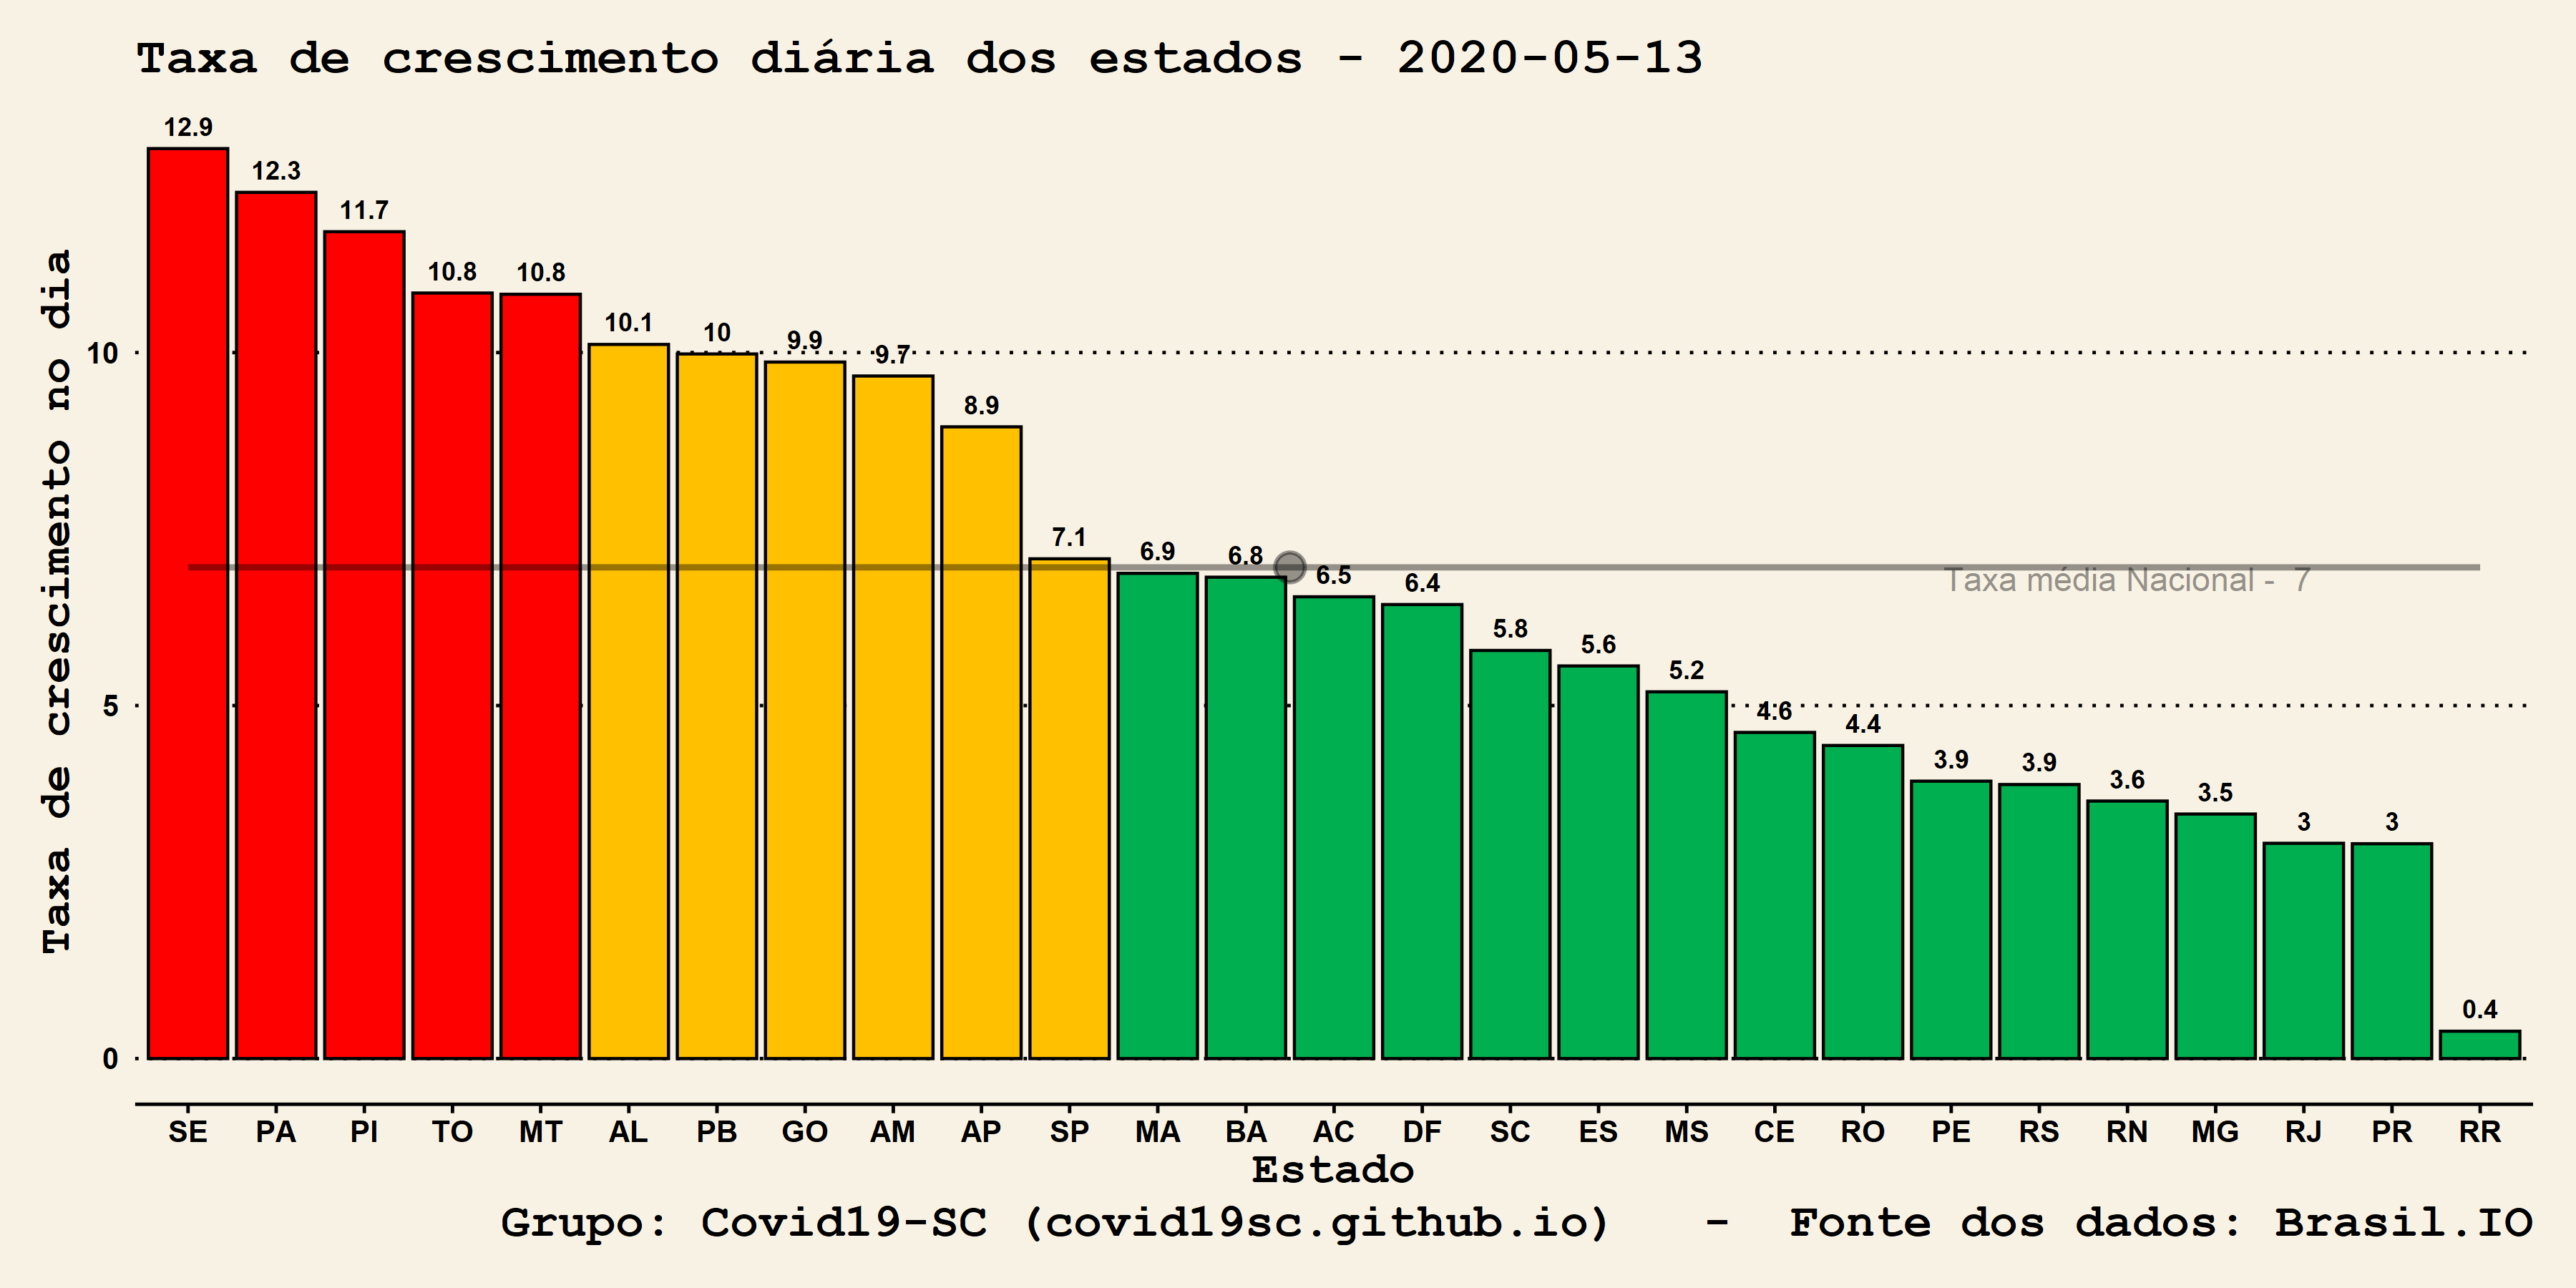 Taxa de crescimento diária dos estados - 2020-05-13
12.9
12.3
11.7
10.8 10.8
10.1 10 9.9 9.7
8.9
7.1 6.9 6.8 6.5 6.4
5.8 5.6 5.2
4.6 4.4
3.9 3.9 3.6 3.5
3 3
0.4
Taxa média Nacional - 7
Taxa de crescimento no dia
10
5
0
SE PA PI TO MT AL PB GO AM AP SP MA BA AC DF SC ES MS CE RO PE RS RN MG RJ PR RR
Estado
Grupo: Covid19-SC (covid19sc.github.io) - Fonte dos dados: Brasil.IO